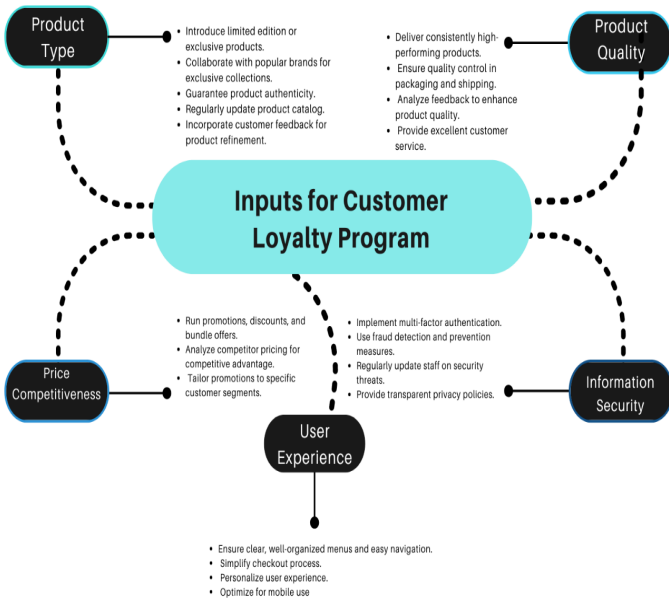 Product
Type
• Introduce limited edition or
exclusive products.
• Collaborate with popular brands for
exclusive collections.
• Guarantee product authenticity.
• Regularly update product catalog.
• Incorporate customer feedback for
product refinement.
• Deliver consistently high-
performing products.
• Ensure quality control in
packaging and shipping.
• Analyze feedback to enhance
product quality.
• Provide excellent customer
service.
Product
Quality
Inputs for Customer
Loyalty Program
Price
Competitiveness
• Run promotions, discounts, and
bundle offers.
• Analyze competitor pricing for
competitive advantage.
• Tailor promotions to specific
customer segments.
• Implement multi-factor authentication.
• Use fraud detection and prevention
measures.
• Regularly update staff on security
threats.
• Provide transparent privacy policies.
Information
Security
User
Experience
• Ensure clear, well-organized menus and easy navigation.
• Simplify checkout process.
• Personalize user experience.
• Optimize for mobile use